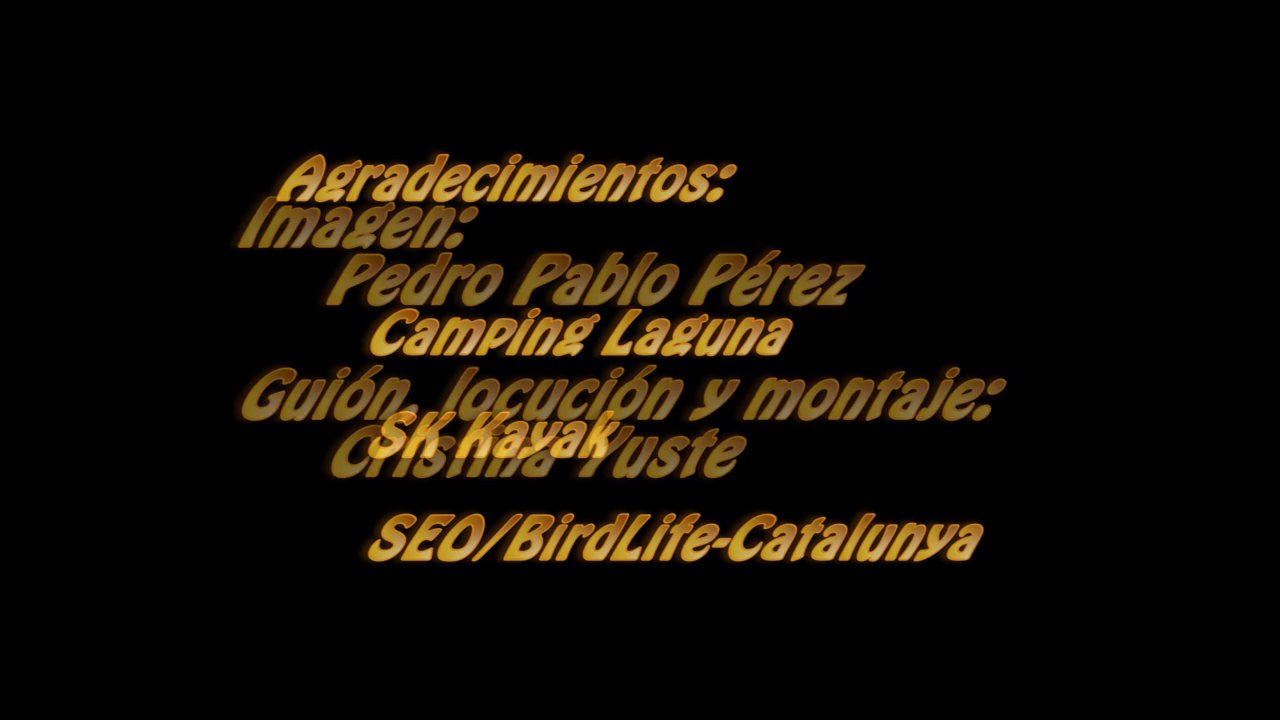 Agradecimientos:
Imagen:
Pedro Pablo Pérez
Camping Laguna
Guión, locución y montaje:
SK Kayak
Cristina Yuste
SEO/BirdLife-Catalunya